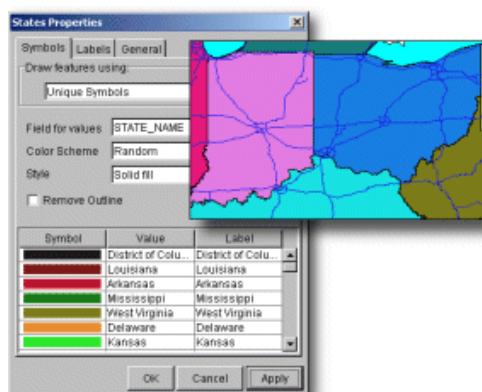 States Properties
Symbols Labels General
Draw features using:
Unique Symbols
Field for values STATE_NAME
Color Scheme Random
Style Solid fill
Remove Outline
Symbol Value Label
District of Colu... District of Colu...
Louisiana Louisiana
Arkansas Arkansas
Mississippi Mississippi
West Virginia West Virginia
Delaware Delaware
Kansas Kansas
OK Cancel Apply